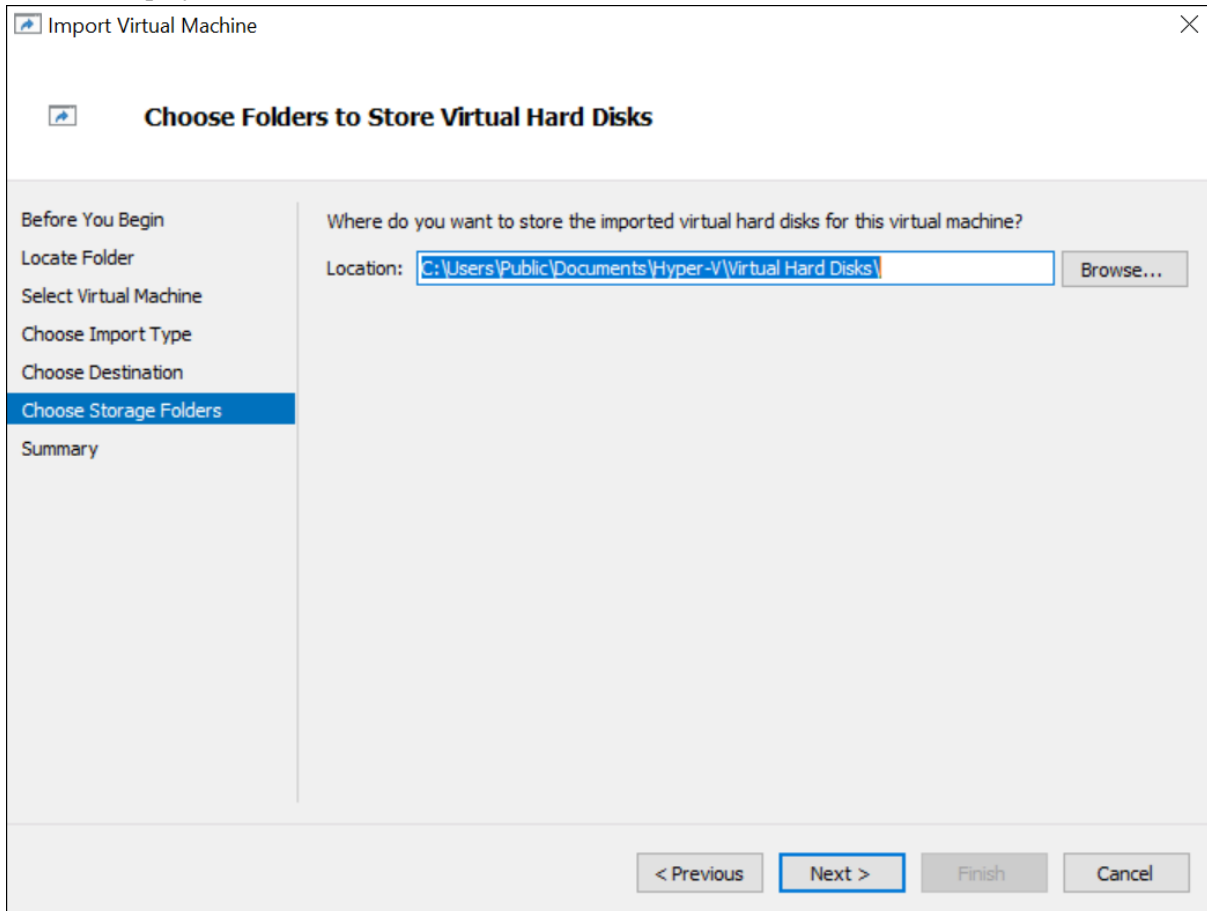 Import Virtual Machine
Choose Folders to Store Virtual Hard Disks
Before You Begin
Locate Folder
Select Virtual Machine
Choose Import Type
Choose Destination
Choose Storage Folders
Summary
Where do you want to store the imported virtual hard disks for this virtual machine?
Location: C:\Users\Public\Documents\Hyper-V\Virtual Hard Disks\ Browse...
< Previous Next > Finish Cancel